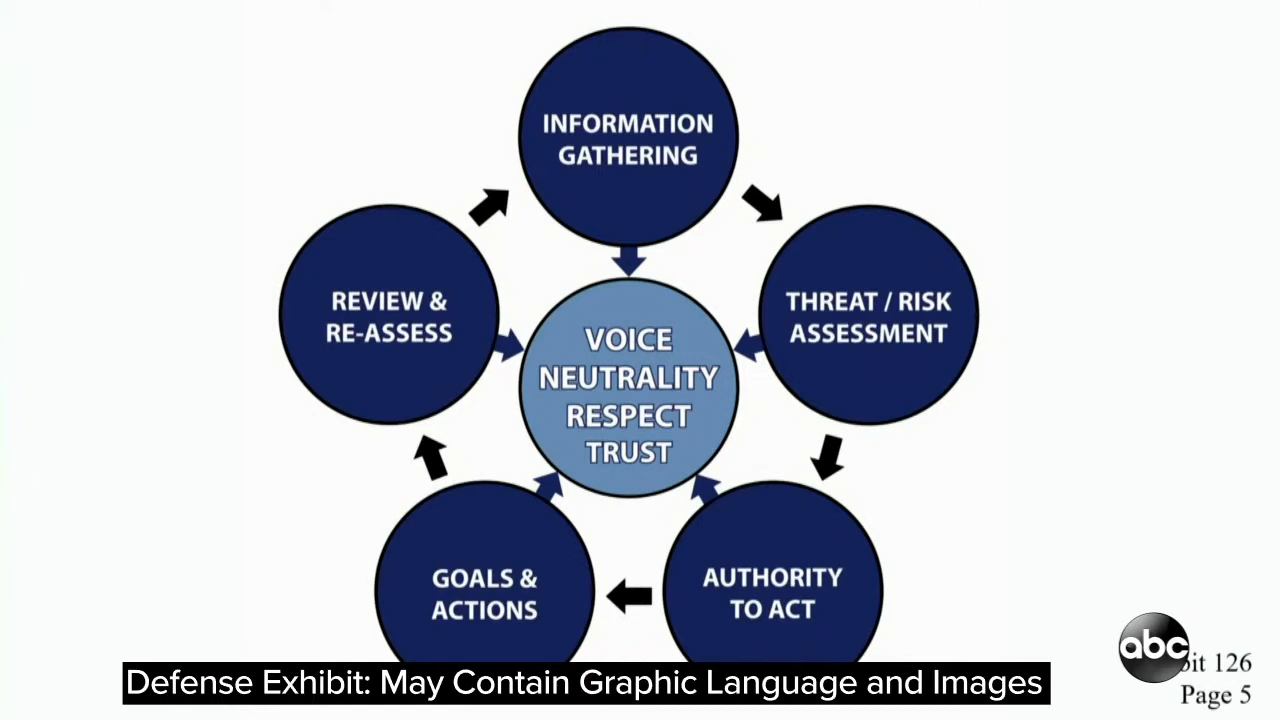 INFORMATION
GATHERING
THREAT / RISK
ASSESSMENT
AUTHORITY
TO ACT
GOALS &
ACTIONS
REVIEW &
RE-ASSESS
VOICE
NEUTRALITY
RESPECT
TRUST
Defense Exhibit: May Contain Graphic Language and Images
abc
126
Page 5